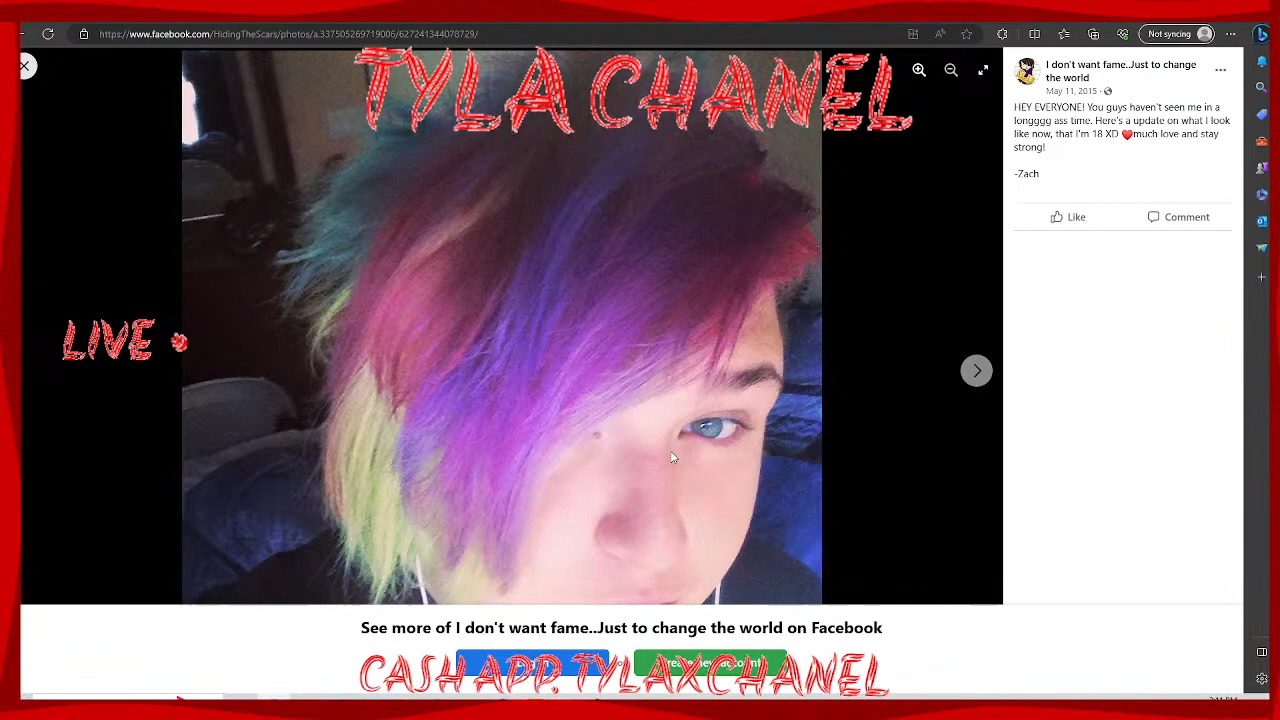 https://www.facebook.com/HidingTheScars/photos/a.337505269719006/627241344078729/
Not syncing
TYLA CHANEL
I don't want fame..Just to change
the world
May 11, 2015 ·
HEY EVERYONE! You guys haven't seen me in a
longggg ass time. Here's a update on what I look
like now, that I'm 18 XD ❤️much love and stay
strong!
-Zach
Like
Comment
LIVE
See more of I don't want fame..Just to change the world on Facebook
CASH APP. TYLAXCHANEL